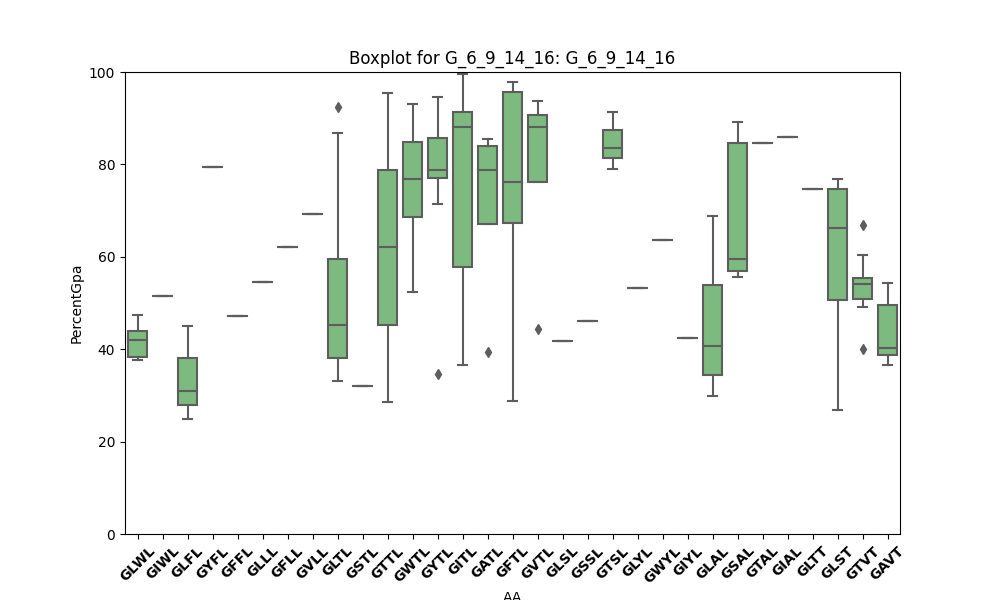 Boxplot for G_6_9_14_16: G_6_9_14_16
100
80
60
40
20
0
PercentGpa
GLWL GIWL GLFL GYFL GFFL GLLL GFLL GVLL GLTL GSTL GTTL GWTL GYTL GITL GATL GFTL GVTL GLSL GSSL GTSL GLYL GWYL GIYL GLAL GSAL GTAL GIAL GLTT GLST GTVT GAVT
AA